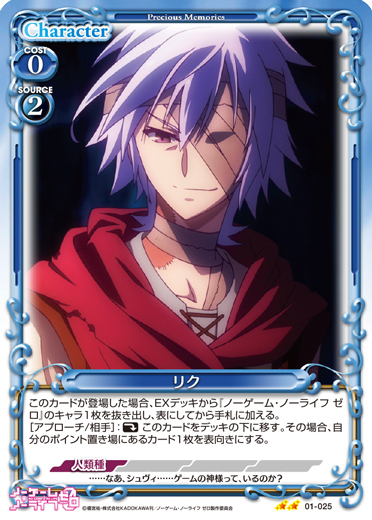 Precious Memories
Character
COST
0
SOURCE
2
リク
このカードが登場した場合、EXデッキから『ノーゲーム・ノーライフ ゼ
ロ』のキャラ1枚を抜き出し、表にしてから手札に加える。
[アプローチ/相手]： このカードをデッキの下に移す。その場合、自
分のポイント置き場にあるカード1枚を表向きにする。
人類種
……なあ、シュヴィ……ゲームの神様って、いるのか?
01-025